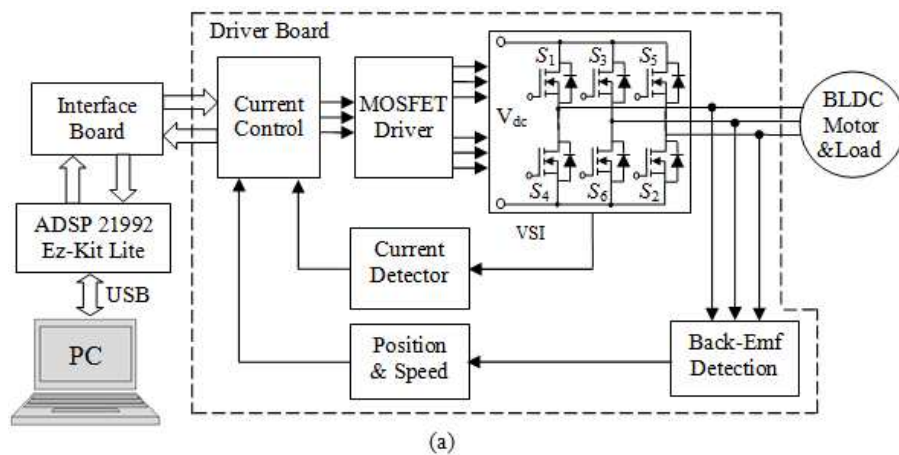 Driver Board
Interface
Board
Current
Control
MOSFET
Driver
S1
S3
S5
Vdc
S4
S6
S2
VSI
BLDC
Motor
&Load
ADSP 21992
Ez-Kit Lite
USB
PC
Current
Detector
Position
& Speed
Back-Emf
Detection
(a)